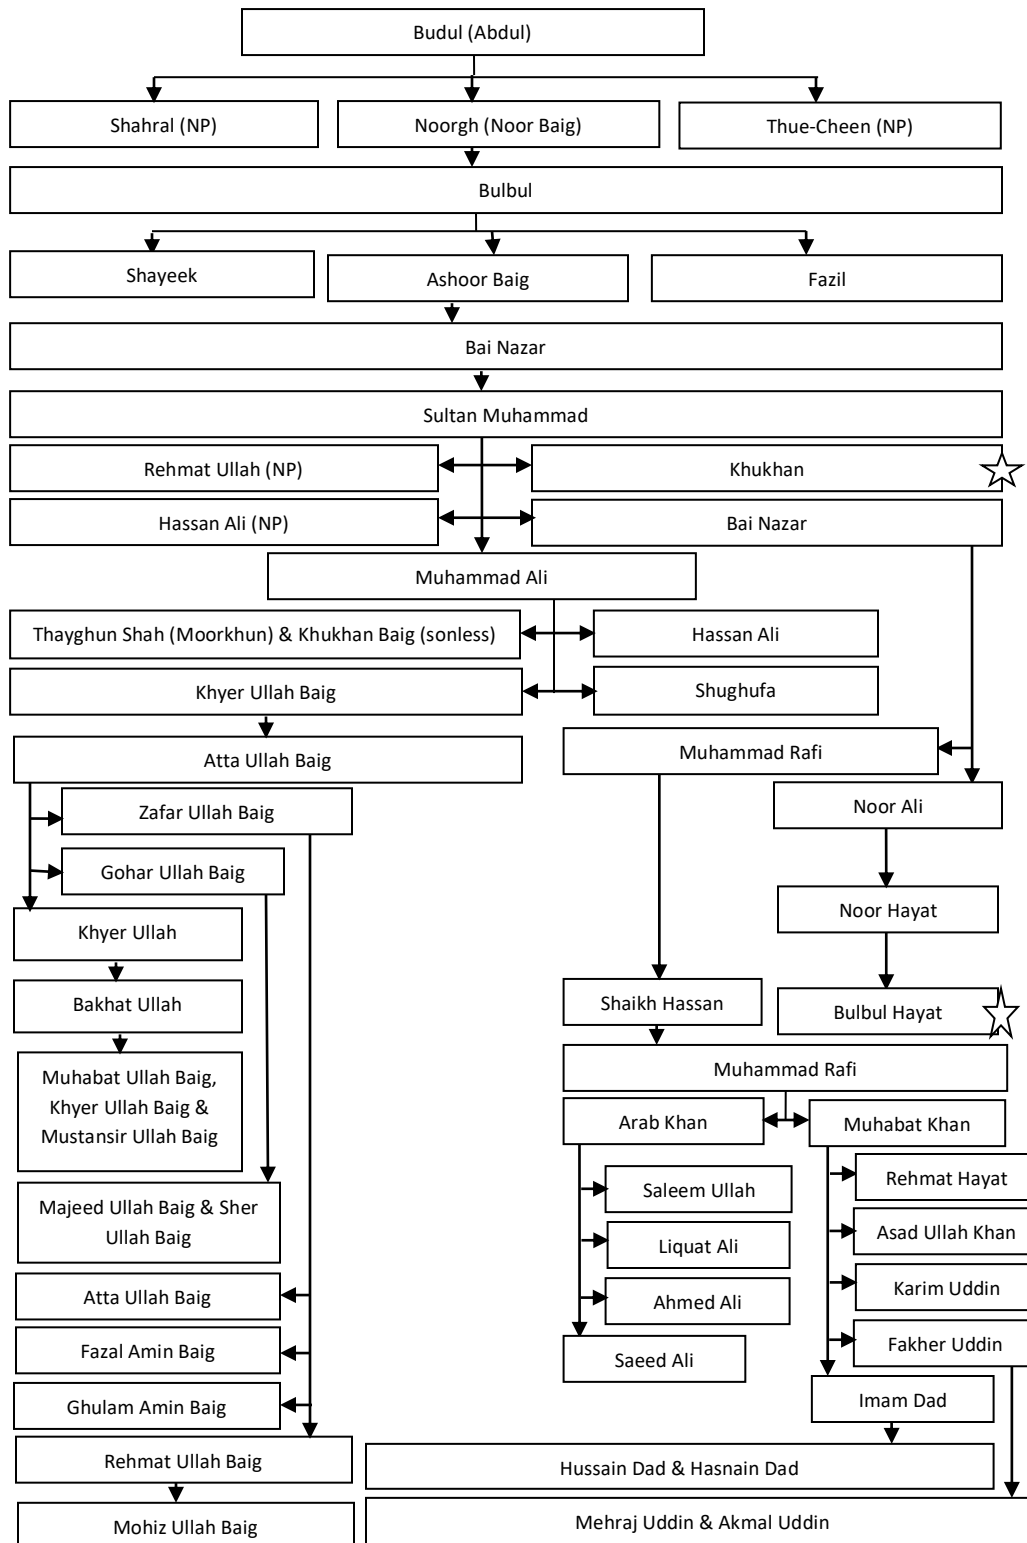 Budul (Abdul)
Shahral (NP)
Noorgh (Noor Baig)
Thue-Cheen (NP)
Bulbul
Shayeek
Ashoor Baig
Fazil
Bai Nazar
Sultan Muhammad
Rehmat Ullah (NP)
Khukhan
Hassan Ali (NP)
Bai Nazar
Muhammad Ali
Thayghun Shah (Moorkhun) & Khukhan Baig (sonless)
Hassan Ali
Khyer Ullah Baig
Shughufa
Atta Ullah Baig
Muhammad Rafi
Zafar Ullah Baig
Noor Ali
Gohar Ullah Baig
Khyer Ullah
Noor Hayat
Bakhat Ullah
Shaikh Hassan
Bulbul Hayat
Muhabat Ullah Baig,
Khyer Ullah Baig &
Mustansir Ullah Baig
Muhammad Rafi
Arab Khan
Muhabat Khan
Majeed Ullah Baig & Sher
Ullah Baig
Saleem Ullah
Rehmat Hayat
Liquat Ali
Asad Ullah Khan
Atta Ullah Baig
Ahmed Ali
Karim Uddin
Fazal Amin Baig
Saeed Ali
Fakher Uddin
Ghulam Amin Baig
Imam Dad
Rehmat Ullah Baig
Hussain Dad & Hasnain Dad
Mohiz Ullah Baig
Mehraj Uddin & Akmal Uddin